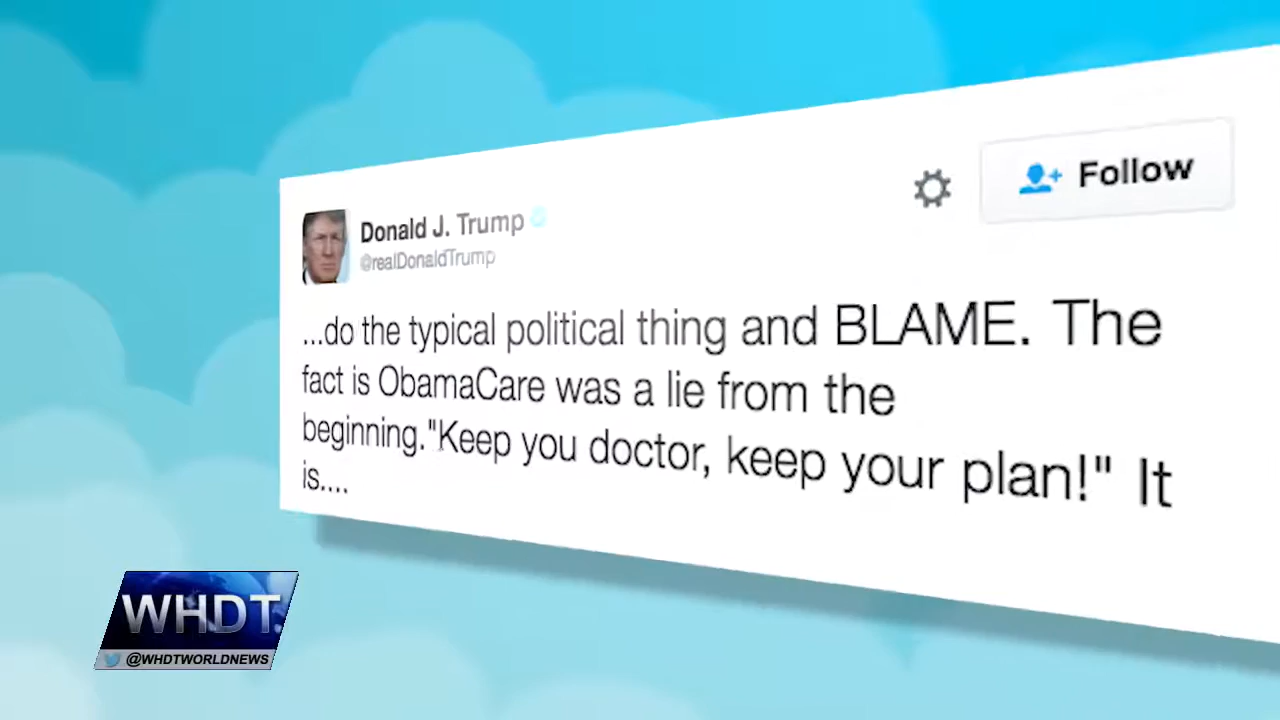 Follow
Donald J. Trump
@realDonaldTrump
...do the typical political thing and BLAME. The
fact is ObamaCare was a lie from the
beginning."Keep you doctor, keep your plan!" It
is....
WHDT
@WHDTWORLDNEWS